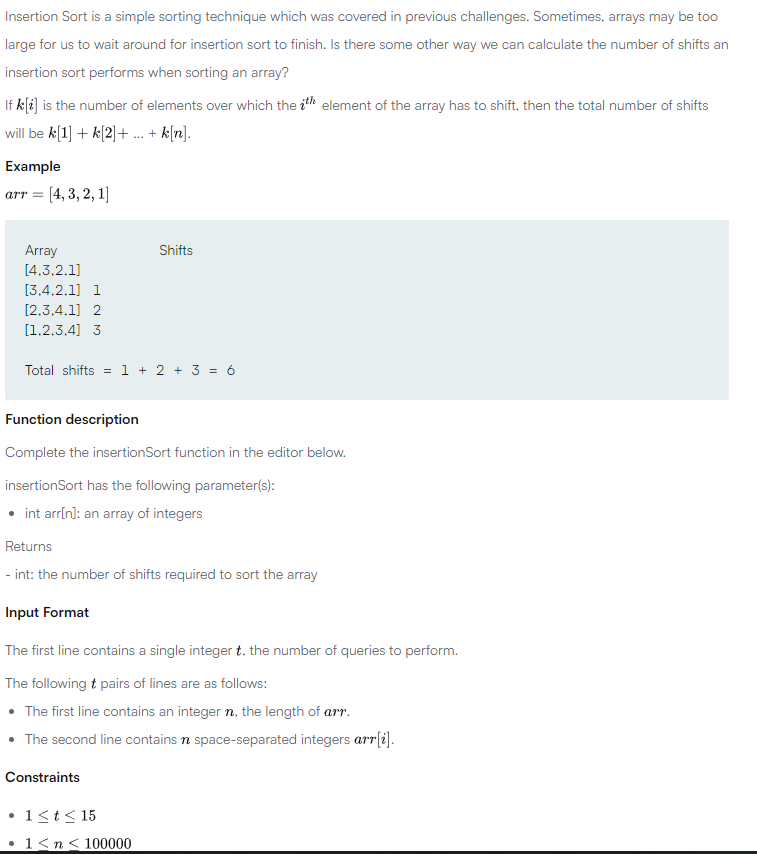 Insertion Sort is a simple sorting technique which was covered in previous challenges. Sometimes, arrays may be too
large for us to wait around for insertion sort to finish. Is there some other way we can calculate the number of shifts an
insertion sort performs when sorting an array?
If k[i] is the number of elements over which the iᵗʰ element of the array has to shift, then the total number of shifts
will be k[1] + k[2]+ ... + k[n].
Example
arr = [4, 3, 2, 1]
Array Shifts
[4,3,2,1]
[3,4,2,1] 1
[2,3,4,1] 2
[1,2,3,4] 3
Total shifts = 1 + 2 + 3 = 6
Function description
Complete the insertionSort function in the editor below.
insertionSort has the following parameter(s):
• int arr[n]: an array of integers
Returns
- int: the number of shifts required to sort the array
Input Format
The first line contains a single integer t, the number of queries to perform.
The following t pairs of lines are as follows:
• The first line contains an integer n, the length of arr.
• The second line contains n space-separated integers arr[i].
Constraints
• 1 ≤ t ≤ 15
• 1 ≤ n ≤ 100000